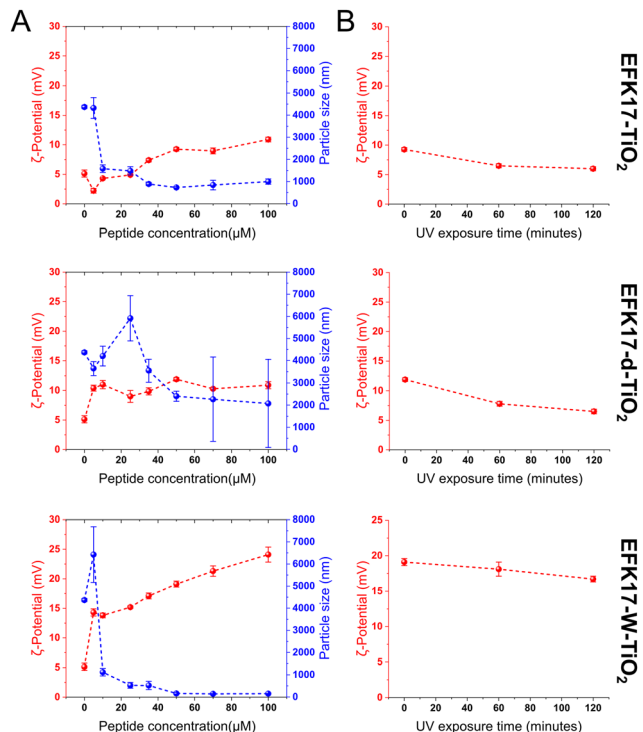 A
B
30
25
20
15
10
5
0
ζ-Potential (mV)
8000
7000
6000
5000
4000
3000
2000
1000
0
Particle size (nm)
0 20 40 60 80 100
Peptide concentration(µM)
30
25
20
15
10
5
0
ζ-Potential (mV)
0 20 40 60 80 100 120
UV exposure time (minutes)
EFK17-TiO₂
30
25
20
15
10
5
0
ζ-Potential (mV)
8000
7000
6000
5000
4000
3000
2000
1000
0
Particle size (nm)
0 20 40 60 80 100
Peptide concentration(µM)
30
25
20
15
10
5
0
ζ-Potential (mV)
0 20 40 60 80 100 120
UV exposure time (minutes)
EFK17-d-TiO₂
30
25
20
15
10
5
0
ζ-Potential (mV)
8000
7000
6000
5000
4000
3000
2000
1000
0
Particle size (nm)
0 20 40 60 80 100
Peptide concentration(µM)
25
20
15
10
5
0
ζ-Potential (mV)
0 20 40 60 80 100 120
UV exposure time (minutes)
EFK17-W-TiO₂